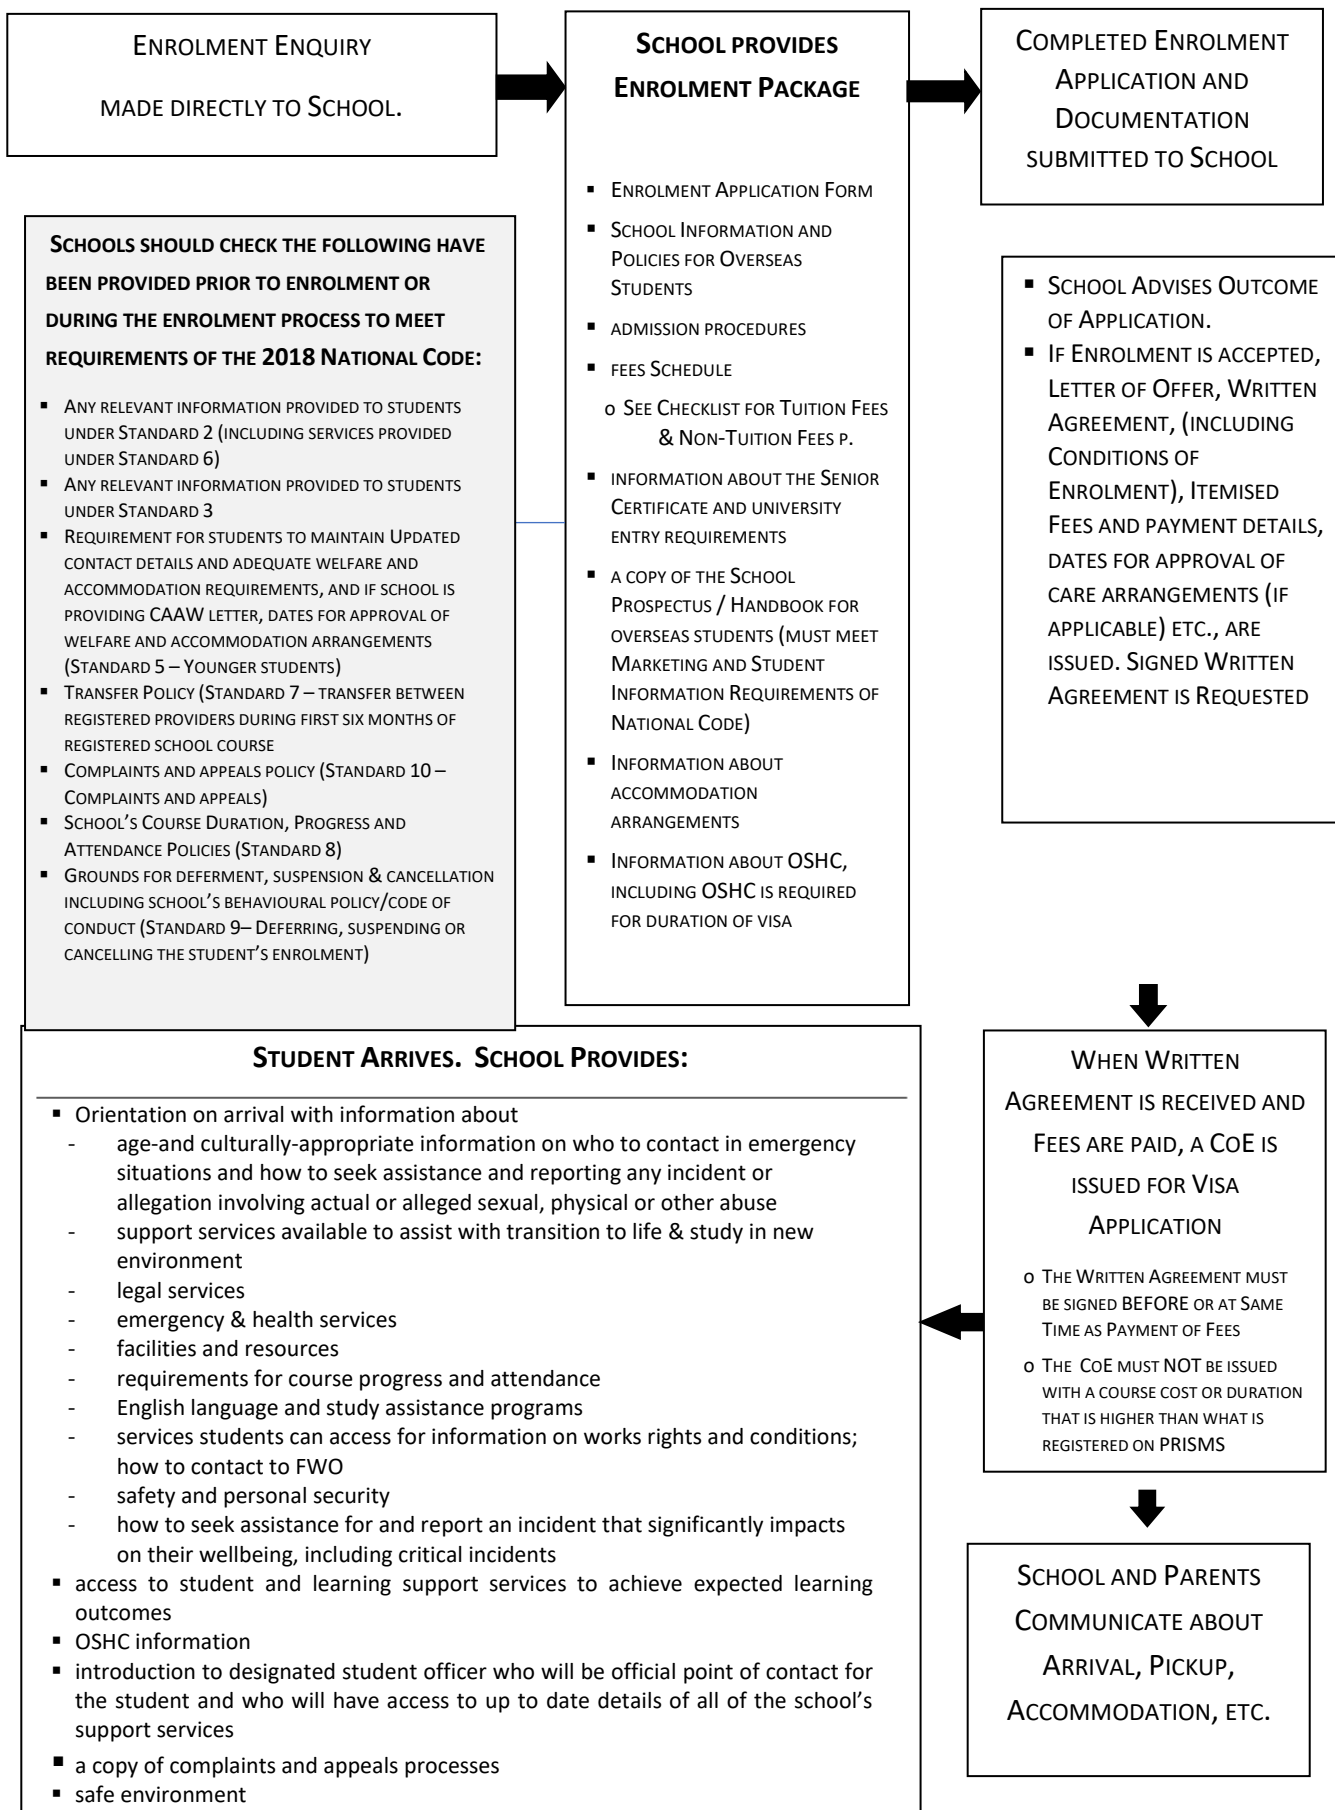 ENROLMENT ENQUIRY
MADE DIRECTLY TO SCHOOL.
SCHOOL PROVIDES
ENROLMENT PACKAGE
▪ ENROLMENT APPLICATION FORM
▪ SCHOOL INFORMATION AND
POLICIES FOR OVERSEAS
STUDENTS
▪ ADMISSION PROCEDURES
▪ FEES SCHEDULE
o SEE CHECKLIST FOR TUITION FEES
& NON-TUITION FEES P.
▪ INFORMATION ABOUT THE SENIOR
CERTIFICATE AND UNIVERSITY
ENTRY REQUIREMENTS
▪ A COPY OF THE SCHOOL
PROSPECTUS / HANDBOOK FOR
OVERSEAS STUDENTS (MUST MEET
MARKETING AND STUDENT
INFORMATION REQUIREMENTS OF
NATIONAL CODE)
▪ INFORMATION ABOUT
ACCOMMODATION
ARRANGEMENTS
▪ INFORMATION ABOUT OSHC,
INCLUDING OSHC IS REQUIRED
FOR DURATION OF VISA
COMPLETED ENROLMENT
APPLICATION AND
DOCUMENTATION
SUBMITTED TO SCHOOL
SCHOOLS SHOULD CHECK THE FOLLOWING HAVE
BEEN PROVIDED PRIOR TO ENROLMENT OR
DURING THE ENROLMENT PROCESS TO MEET
REQUIREMENTS OF THE 2018 NATIONAL CODE:
▪ ANY RELEVANT INFORMATION PROVIDED TO STUDENTS
UNDER STANDARD 2 (INCLUDING SERVICES PROVIDED
UNDER STANDARD 6)
▪ ANY RELEVANT INFORMATION PROVIDED TO STUDENTS
UNDER STANDARD 3
▪ REQUIREMENT FOR STUDENTS TO MAINTAIN UPDATED
CONTACT DETAILS AND ADEQUATE WELFARE AND
ACCOMMODATION REQUIREMENTS, AND IF SCHOOL IS
PROVIDING CAAW LETTER, DATES FOR APPROVAL OF
WELFARE AND ACCOMMODATION ARRANGEMENTS
(STANDARD 5 – YOUNGER STUDENTS)
▪ TRANSFER POLICY (STANDARD 7 – TRANSFER BETWEEN
REGISTERED PROVIDERS DURING FIRST SIX MONTHS OF
REGISTERED SCHOOL COURSE
▪ COMPLAINTS AND APPEALS POLICY (STANDARD 10 –
COMPLAINTS AND APPEALS)
▪ SCHOOL'S COURSE DURATION, PROGRESS AND
ATTENDANCE POLICIES (STANDARD 8)
▪ GROUNDS FOR DEFERMENT, SUSPENSION & CANCELLATION
INCLUDING SCHOOL'S BEHAVIOURAL POLICY/CODE OF
CONDUCT (STANDARD 9– DEFERRING, SUSPENDING OR
CANCELLING THE STUDENT'S ENROLMENT)
▪ SCHOOL ADVISES OUTCOME
OF APPLICATION.
▪ IF ENROLMENT IS ACCEPTED,
LETTER OF OFFER, WRITTEN
AGREEMENT, (INCLUDING
CONDITIONS OF
ENROLMENT), ITEMISED
FEES AND PAYMENT DETAILS,
DATES FOR APPROVAL OF
CARE ARRANGEMENTS (IF
APPLICABLE) ETC., ARE
ISSUED. SIGNED WRITTEN
AGREEMENT IS REQUESTED
WHEN WRITTEN
AGREEMENT IS RECEIVED AND
FEES ARE PAID, A COE IS
ISSUED FOR VISA
APPLICATION
o THE WRITTEN AGREEMENT MUST
BE SIGNED BEFORE OR AT SAME
TIME AS PAYMENT OF FEES
o THE COE MUST NOT BE ISSUED
WITH A COURSE COST OR DURATION
THAT IS HIGHER THAN WHAT IS
REGISTERED ON PRISMS
SCHOOL AND PARENTS
COMMUNICATE ABOUT
ARRIVAL, PICKUP,
ACCOMMODATION, ETC.
STUDENT ARRIVES. SCHOOL PROVIDES:
▪ Orientation on arrival with information about
- age-and culturally-appropriate information on who to contact in emergency
situations and how to seek assistance and reporting any incident or
allegation involving actual or alleged sexual, physical or other abuse
- support services available to assist with transition to life & study in new
environment
- legal services
- emergency & health services
- facilities and resources
- requirements for course progress and attendance
- English language and study assistance programs
- services students can access for information on works rights and conditions;
how to contact to FWO
- safety and personal security
- how to seek assistance for and report an incident that significantly impacts
on their wellbeing, including critical incidents
▪ access to student and learning support services to achieve expected learning
outcomes
▪ OSHC information
▪ introduction to designated student officer who will be official point of contact for
the student and who will have access to up to date details of all of the school's
support services
▪ a copy of complaints and appeals processes
▪ safe environment